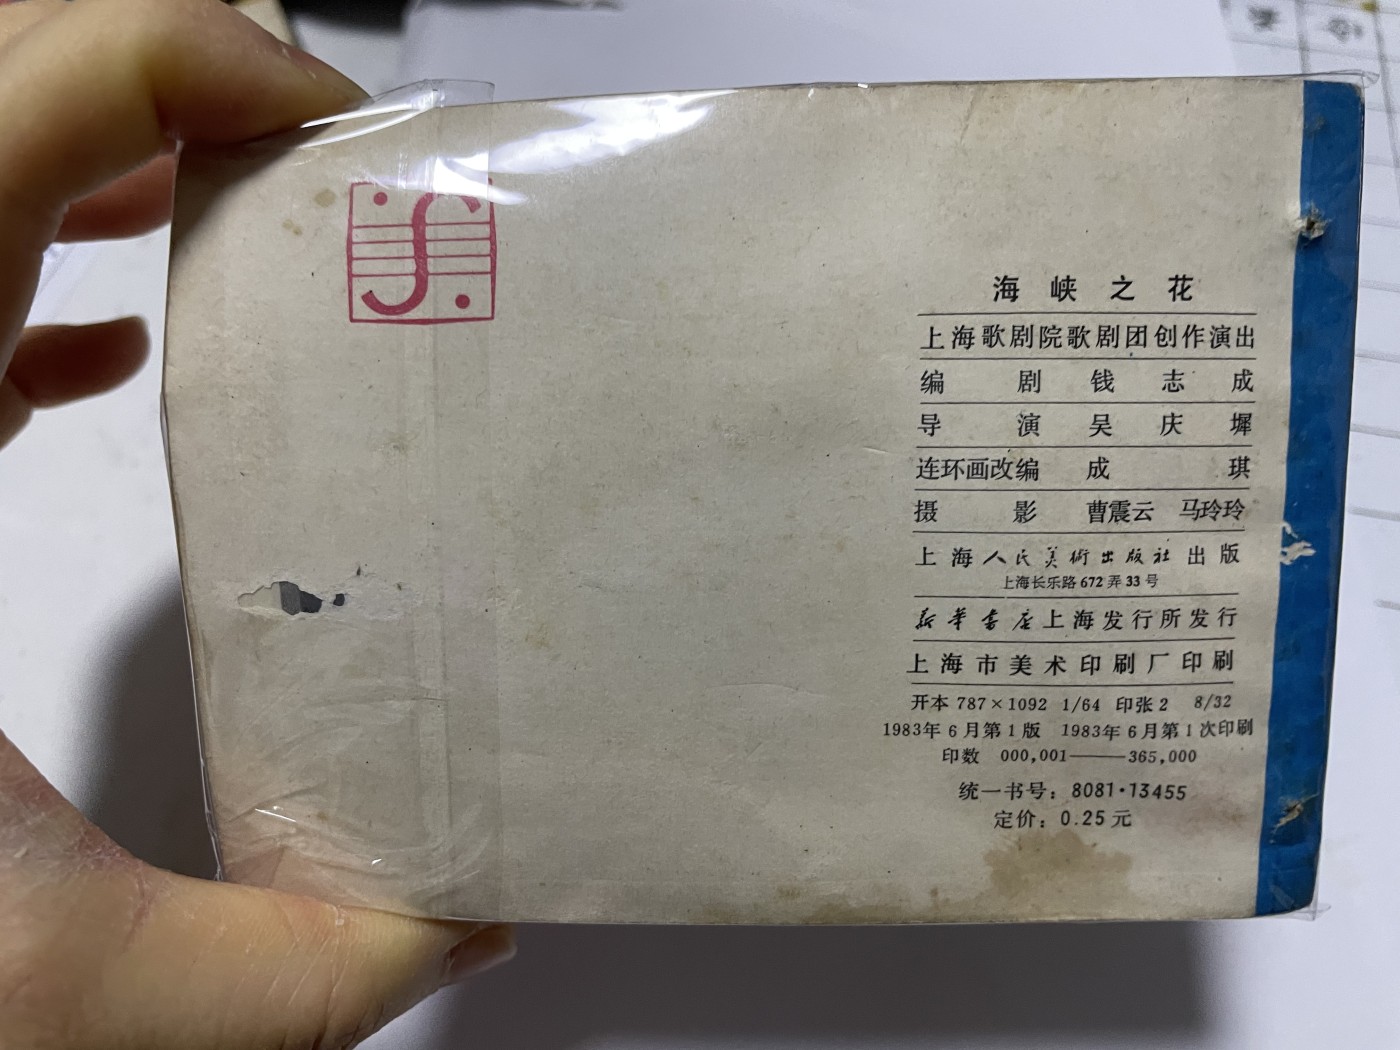 海峡之花
上海歌剧院歌剧团创作演出
编 剧 钱 志 成
导 演 吴 庆 墀
连环画改编 成 琪
摄 影 曹震云 马玲玲
上海人民美術出版社出版
上海长乐路672弄33号
新華書店上海发行所发行
上海市美术印刷厂印刷
开本 787×1092 1/64 印张 2 8/32
1983年6月第1版 1983年6月第1次印刷
印数 000,001——365,000
统一书号：8081·13455
定价：0.25元